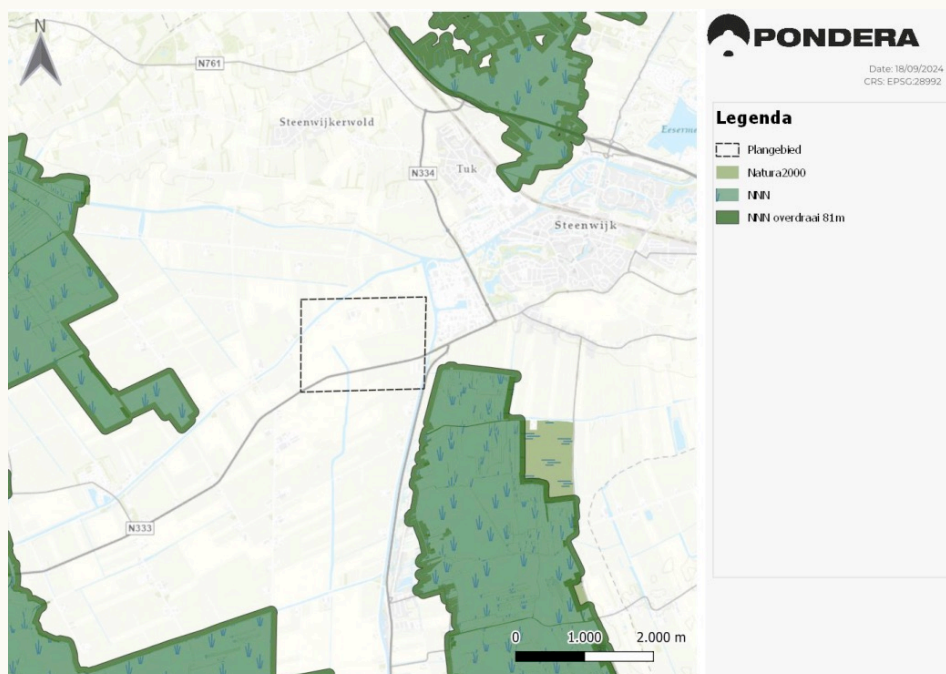 N
N761
Steenwijkerwold
Tuk
N334
Steenwijk
N333
0 1.000 2.000 m
PONDERA
Date: 18/09/2024
CRS: EPSG:28992
Legenda
Plangebied
Natura2000
NNN
NNN overdraai 81m